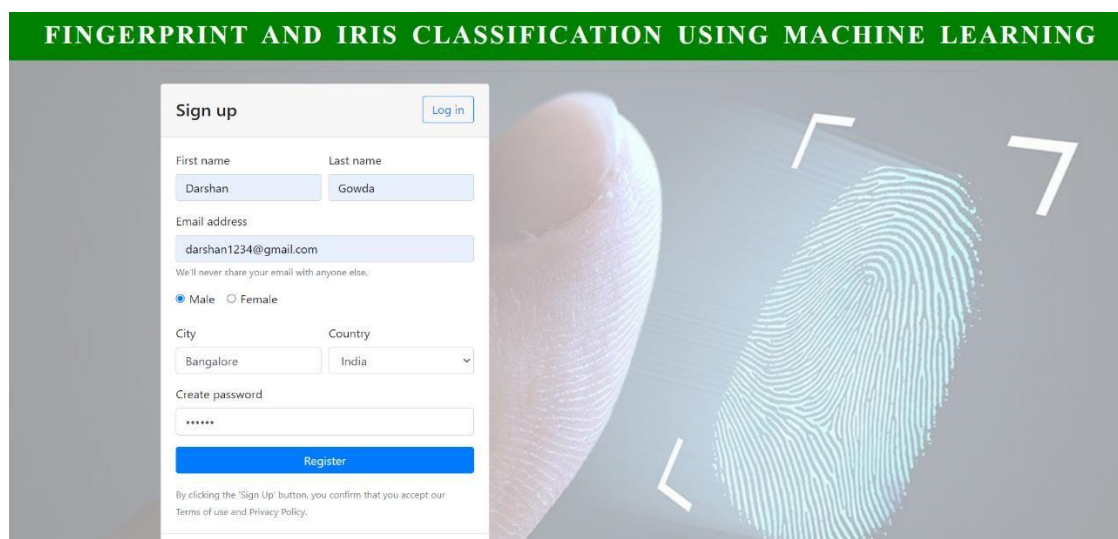 FINGERPRINT AND IRIS CLASSIFICATION USING MACHINE LEARNING
Sign up
Log in
First name Last name
Darshan Gowda
Email address
darshan1234@gmail.com
We'll never share your email with anyone else.
Male Female
City Country
Bangalore India
Create password
••••••
Register
By clicking the 'Sign Up' button, you confirm that you accept our
Terms of use and Privacy Policy.